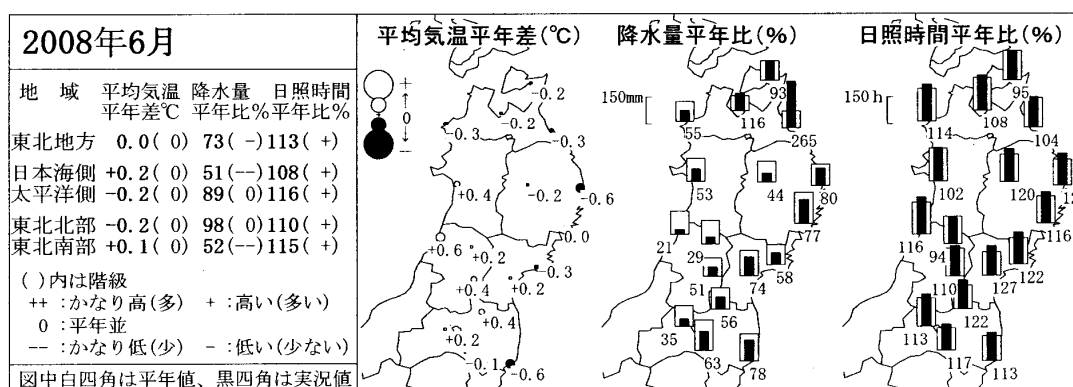 2008年6月
地 域 平均気温 降水量 日照時間
平年差℃ 平年比% 平年比%
東北地方 0.0( 0) 73( -) 113( +)
日本海側 +0.2( 0) 51(--) 108( +)
太平洋側 -0.2( 0) 89( 0) 116( +)
東北北部 -0.2( 0) 98( 0) 110( +)
東北南部 +0.1( 0) 52(--) 115( +)
( )内は階級
++ :かなり高(多) + :高い(多い)
0 :平年並
-- :かなり低(少) - :低い(少ない)
図中白四角は平年値、黒四角は実況値
平均気温平年差(℃)
+
↑
0
↓
-
-0.2
-0.3 -0.2
-0.3
+0.4 -0.2
-0.6
0.0
+0.6 +0.2
-0.3
+0.4 +0.2
+0.4
+0.2
-0.1 -0.6
降水量平年比(%)
150mm
93
55 116
265
53 44 80
77
21
29 58
51 74
56
35
63 78
日照時間平年比(%)
150h
95
114 108
104
102 120
116
116
94 122
110 127
122
113
117 113